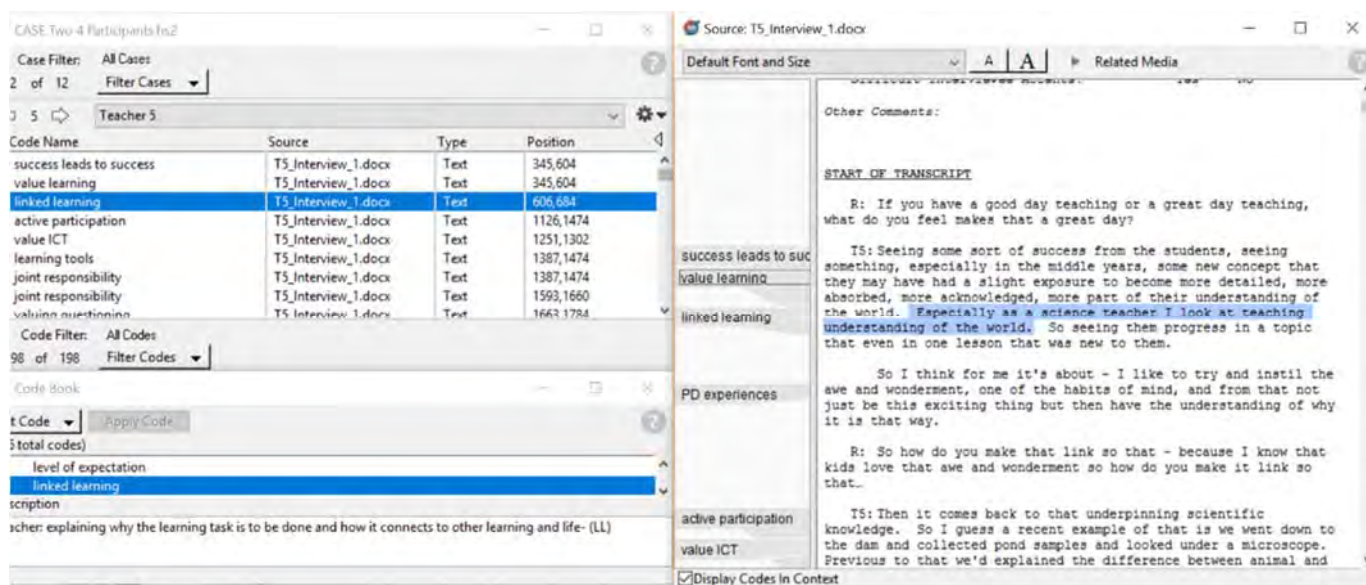 CASE Two 4 Participants hs2
Case Filter: All Cases
2 of 12 Filter Cases
5 Teacher 5
Code Name Source Type Position
success leads to success T5_Interview_1.docx Text 345,604
value learning T5_Interview_1.docx Text 345,604
linked learning T5_Interview_1.docx Text 606,684
active participation T5_Interview_1.docx Text 1126,1474
value ICT T5_Interview_1.docx Text 1251,1302
learning tools T5_Interview_1.docx Text 1387,1474
joint responsibility T5_Interview_1.docx Text 1387,1474
joint responsibility T5_Interview_1.docx Text 1593,1660
valuing questioning T5_Interview_1.docx Text 1663,1784
Code Filter: All Codes
98 of 198 Filter Codes
Code Book
t Code Apply Code
total codes)
level of expectation
linked learning
scription
acher: explaining why the learning task is to be done and how it connects to other learning and life- (LL)
Source: T5_Interview_1.docx
Default Font and Size A A Related Media
Difficult Interviewee Accents: Yes No
Other Comments:
START OF TRANSCRIPT
R: If you have a good day teaching or a great day teaching,
what do you feel makes that a great day?
T5: Seeing some sort of success from the students, seeing
something, especially in the middle years, some new concept that
they may have had a slight exposure to become more detailed, more
absorbed, more acknowledged, more part of their understanding of
the world. Especially as a science teacher I look at teaching
understanding of the world. So seeing them progress in a topic
that even in one lesson that was new to them.
So I think for me it's about - I like to try and instil the
awe and wonderment, one of the habits of mind, and from that not
just be this exciting thing but then have the understanding of why
it is that way.
R: So how do you make that link so that - because I know that
kids love that awe and wonderment so how do you make it link so
that…
T5: Then it comes back to that underpinning scientific
knowledge. So I guess a recent example of that is we went down to
the dam and collected pond samples and looked under a microscope.
Previous to that we'd explained the difference between animal and
success leads to suc
value learning
linked learning
PD experiences
active participation
value ICT
Display Codes In Context